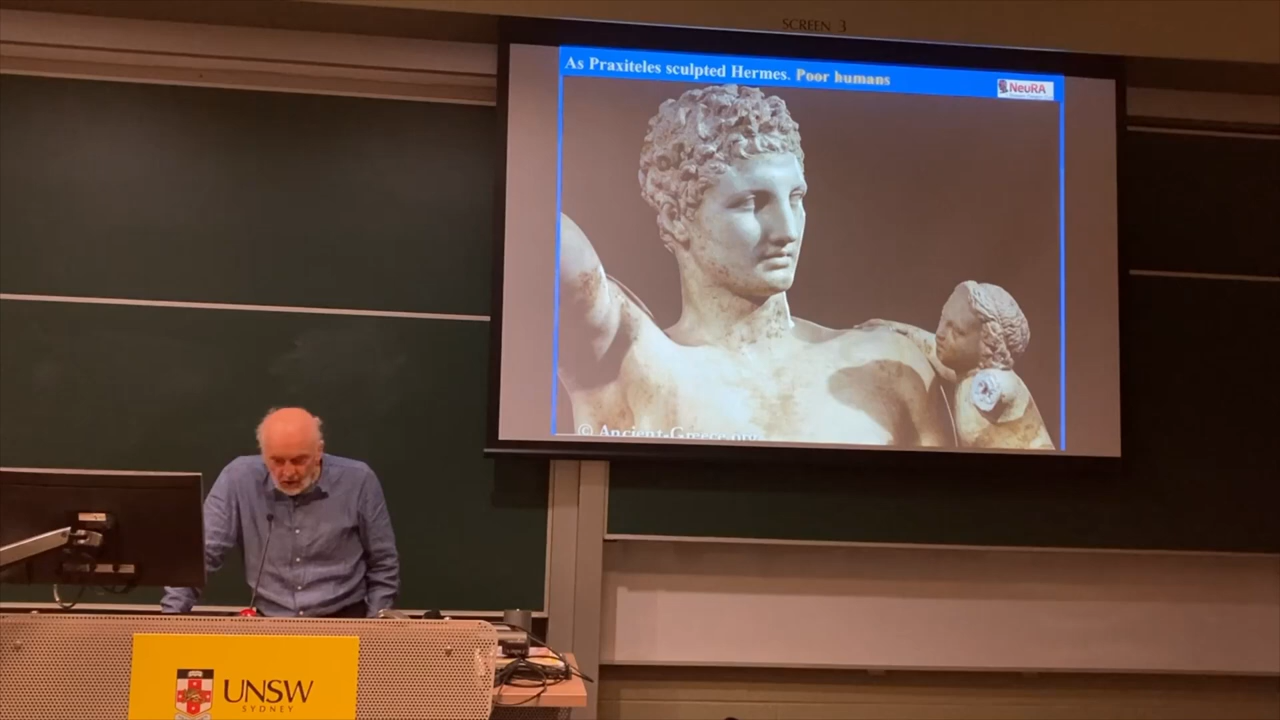 SCREEN 3
As Praxiteles sculpted Hermes. Poor humans
NeuRA
© Ancient-Greece.org
UNSW
SYDNEY